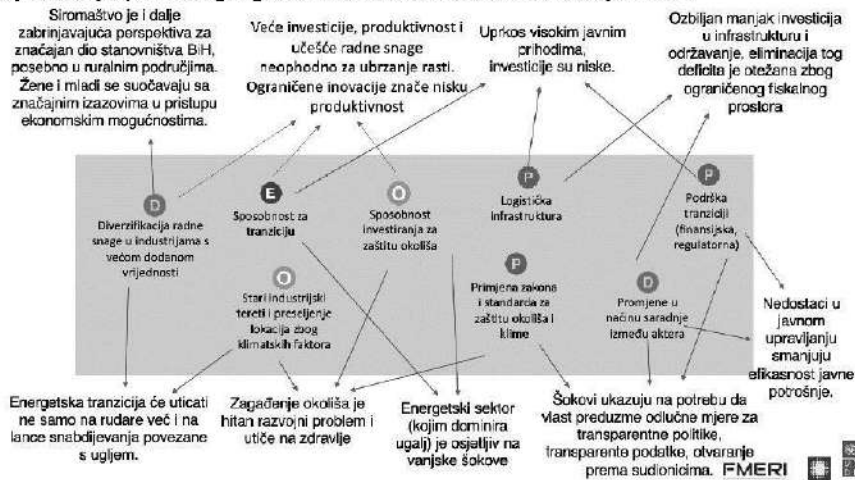 Siromaštvo je i dalje
zabrinjavajuća perspektiva za
značajan dio stanovništva BiH,
posebno u ruralnim područjima.
Žene i mladi se suočavaju sa
značajnim izazovima u pristupu
ekonomskim mogućnostima.
Veće investicije, produktivnost i
učešće radne snage
neophodno za ubrzanje rasti.
Ograničene inovacije znače nisku
produktivnost
Uprkos visokim javnim
prihodima,
investicije su niske.
Ozbiljan manjak investicija
u infrastrukturu i
održavanje, eliminacija tog
deficita je otežana zbog
ograničenog fiskalnog
prostora
D
Diverzifikacija radne
snage u industrijama s
većom dodanom
vrijednosti
E
Sposobnost za
tranziciju
O
Sposobnost
investiranja za
zaštitu okoliša
P
Logistička
infrastruktura
P
Podrška
tranziciji
(finansijska,
regulatorna)
O
Stari industrijski
tereti i preseljenje
lokacija zbog
klimatskih faktora
P
Primjena zakona
i standarda za
zaštitu okoliša i
klime
D
Promjene u
načinu saradnje
između aktera
Nedostaci u
javnom
upravljanju
smanjuju
efikasnost javne
potrošnje.
Energetska tranzicija će uticati
ne samo na rudare već i na
lance snabdijevanja povezane
s ugljem.
Zagađenje okoliša je
hitan razvojni problem i
utiče na zdravlje
Energetski sektor
(kojim dominira
ugalj) je osjetljiv na
vanjske šokove
Šokovi ukazuju na potrebu da
vlast preduzme odlučne mjere za
transparentne politike,
transparente podatke, otvaranje
prema sudionicima.
FMERI